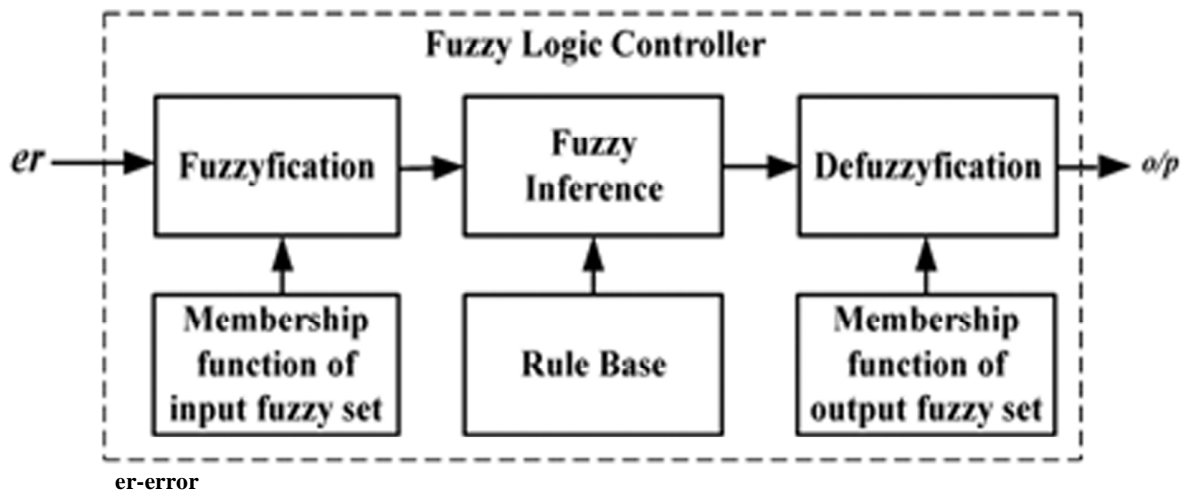 Fuzzy Logic Controller
er
Fuzzyfication
Fuzzy
Inference
Defuzzyfication
o/p
Membership
function of
input fuzzy set
Rule Base
Membership
function of
output fuzzy set
er-error